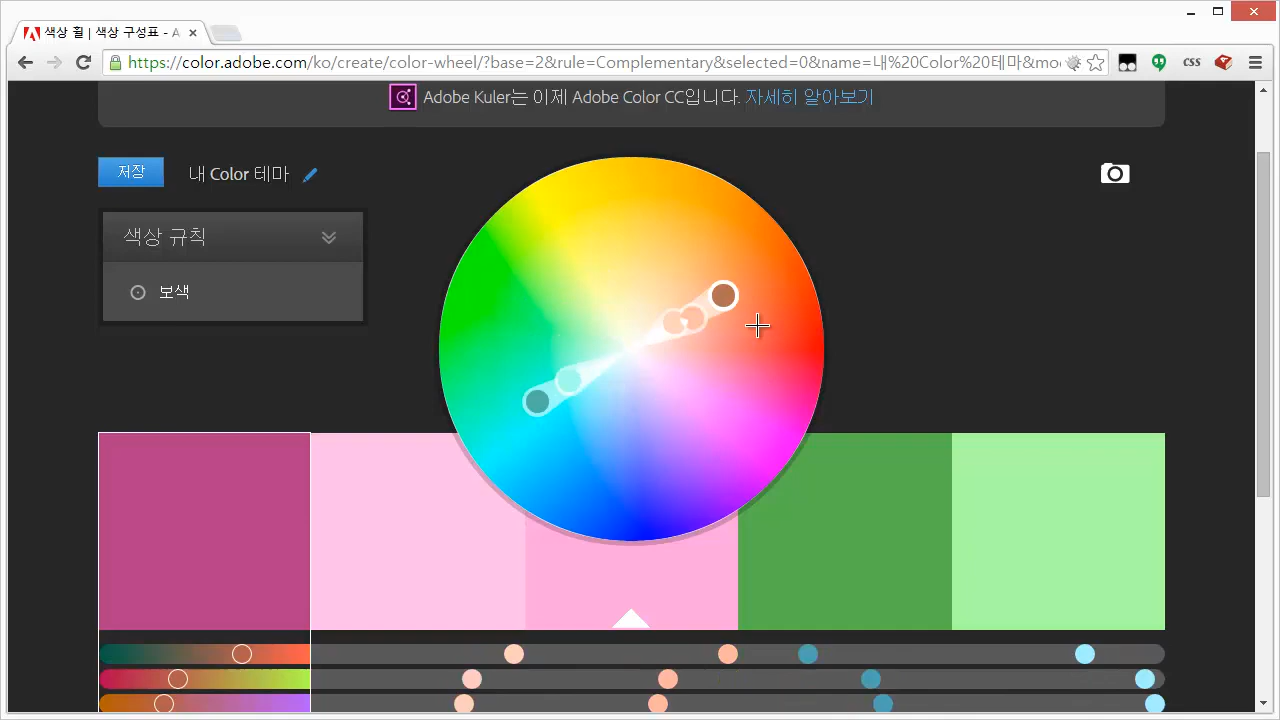 색상 휠 | 색상 구성표 - A
https://color.adobe.com/ko/create/color-wheel/?base=2&rule=Complementary&selected=0&name=내%20Color%20테마&mod
CSS
Adobe Kuler는 이제 Adobe Color CC입니다. 자세히 알아보기
저장 내 Color 테마
색상 규칙
보색